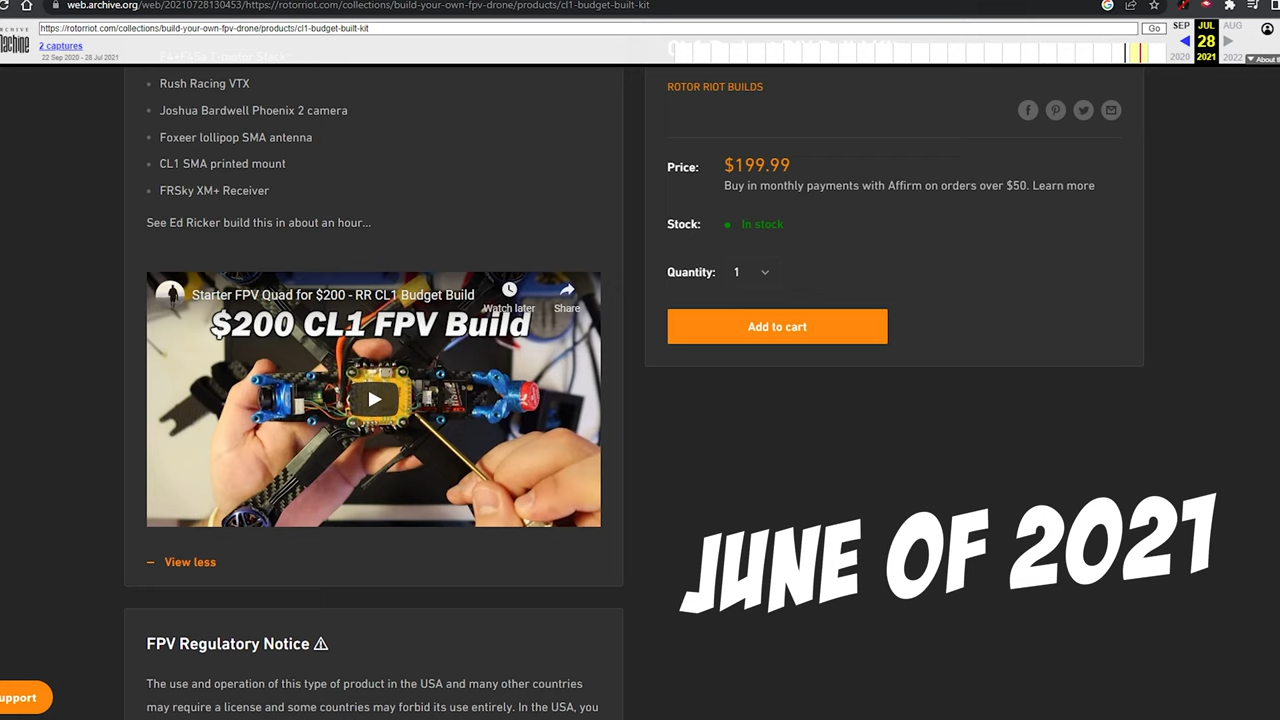 web.archive.org/web/20210728130453/https://rotorriot.com/collections/build-your-own-fpv-drone/products/cl1-budget-built-kit
https://rotorriot.com/collections/build-your-own-fpv-drone/products/cl1-budget-built-kit
Go
SEP JUL AUG
28
2020 2021 2022
2 captures
22 Sep 2020 - 28 Jul 2021
Rush Racing VTX
Joshua Bardwell Phoenix 2 camera
Foxeer lollipop SMA antenna
CL1 SMA printed mount
FRSky XM+ Receiver
See Ed Ricker build this in about an hour...
Starter FPV Quad for $200 - RR CL1 Budget Build
Watch later
Share
$200 CL1 FPV Build
− View less
FPV Regulatory Notice ⚠
The use and operation of this type of product in the USA and many other countries
may require a license and some countries may forbid its use entirely. In the USA, you
upport
ROTOR RIOT BUILDS
Price: $199.99
Buy in monthly payments with Affirm on orders over $50. Learn more
Stock: In stock
Quantity: 1
Add to cart
JUNE OF 2021